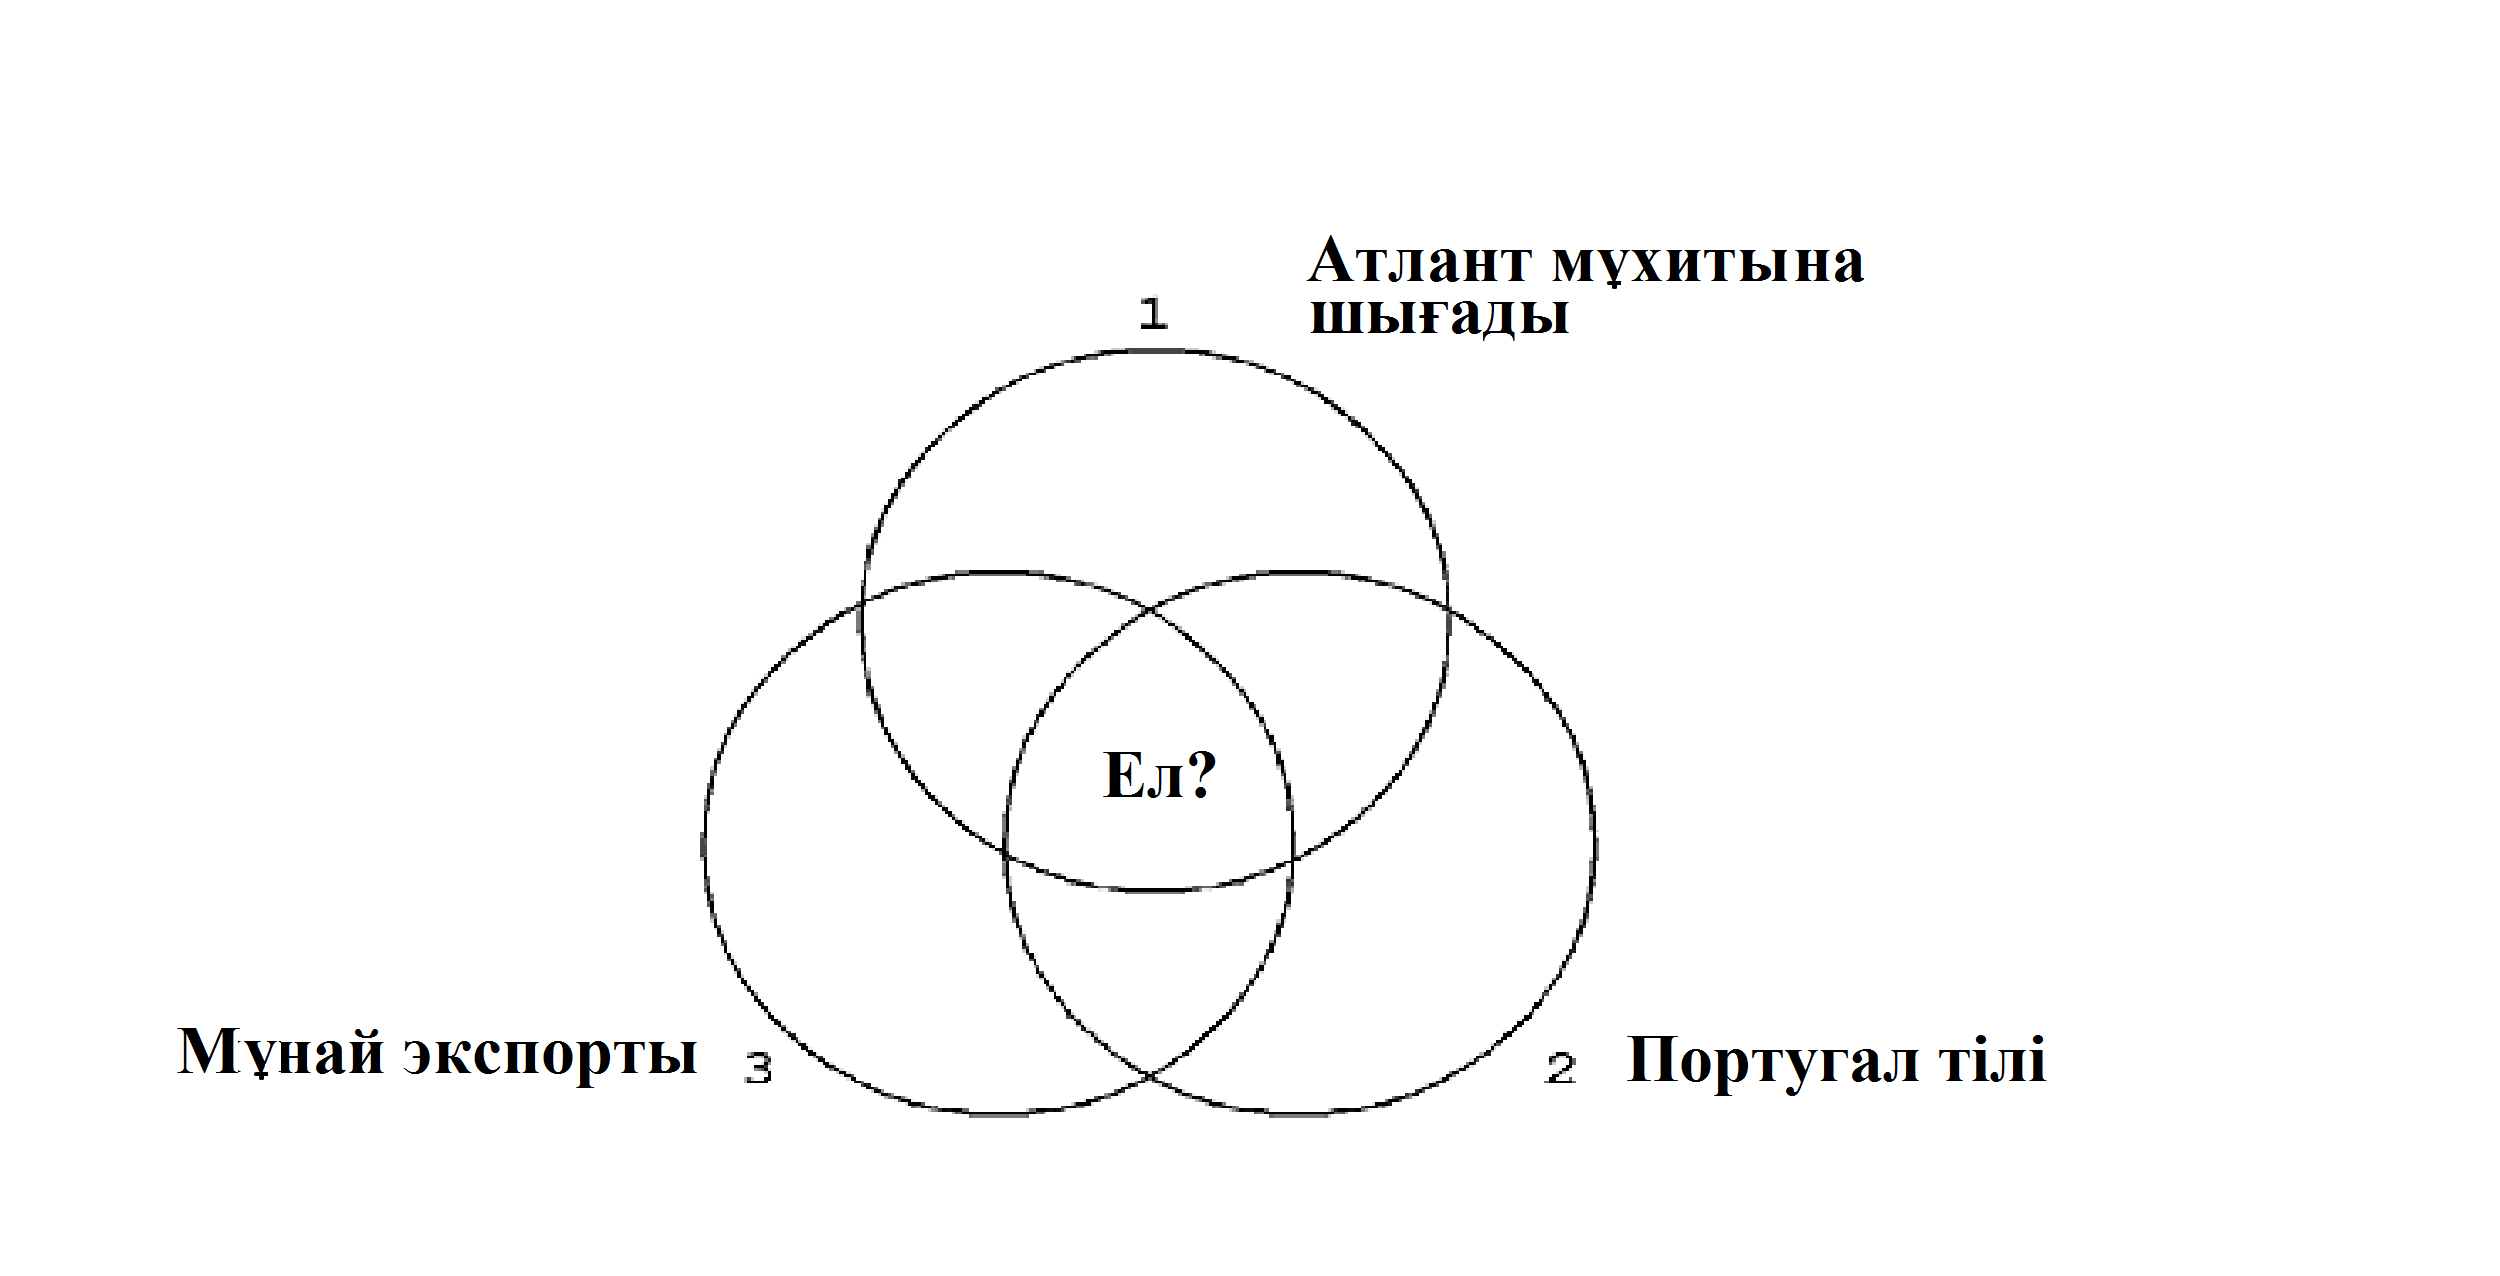 Атлант мұхитына
шығады
1
Ел?
Мұнай экспорты
3
2
Португал тілі